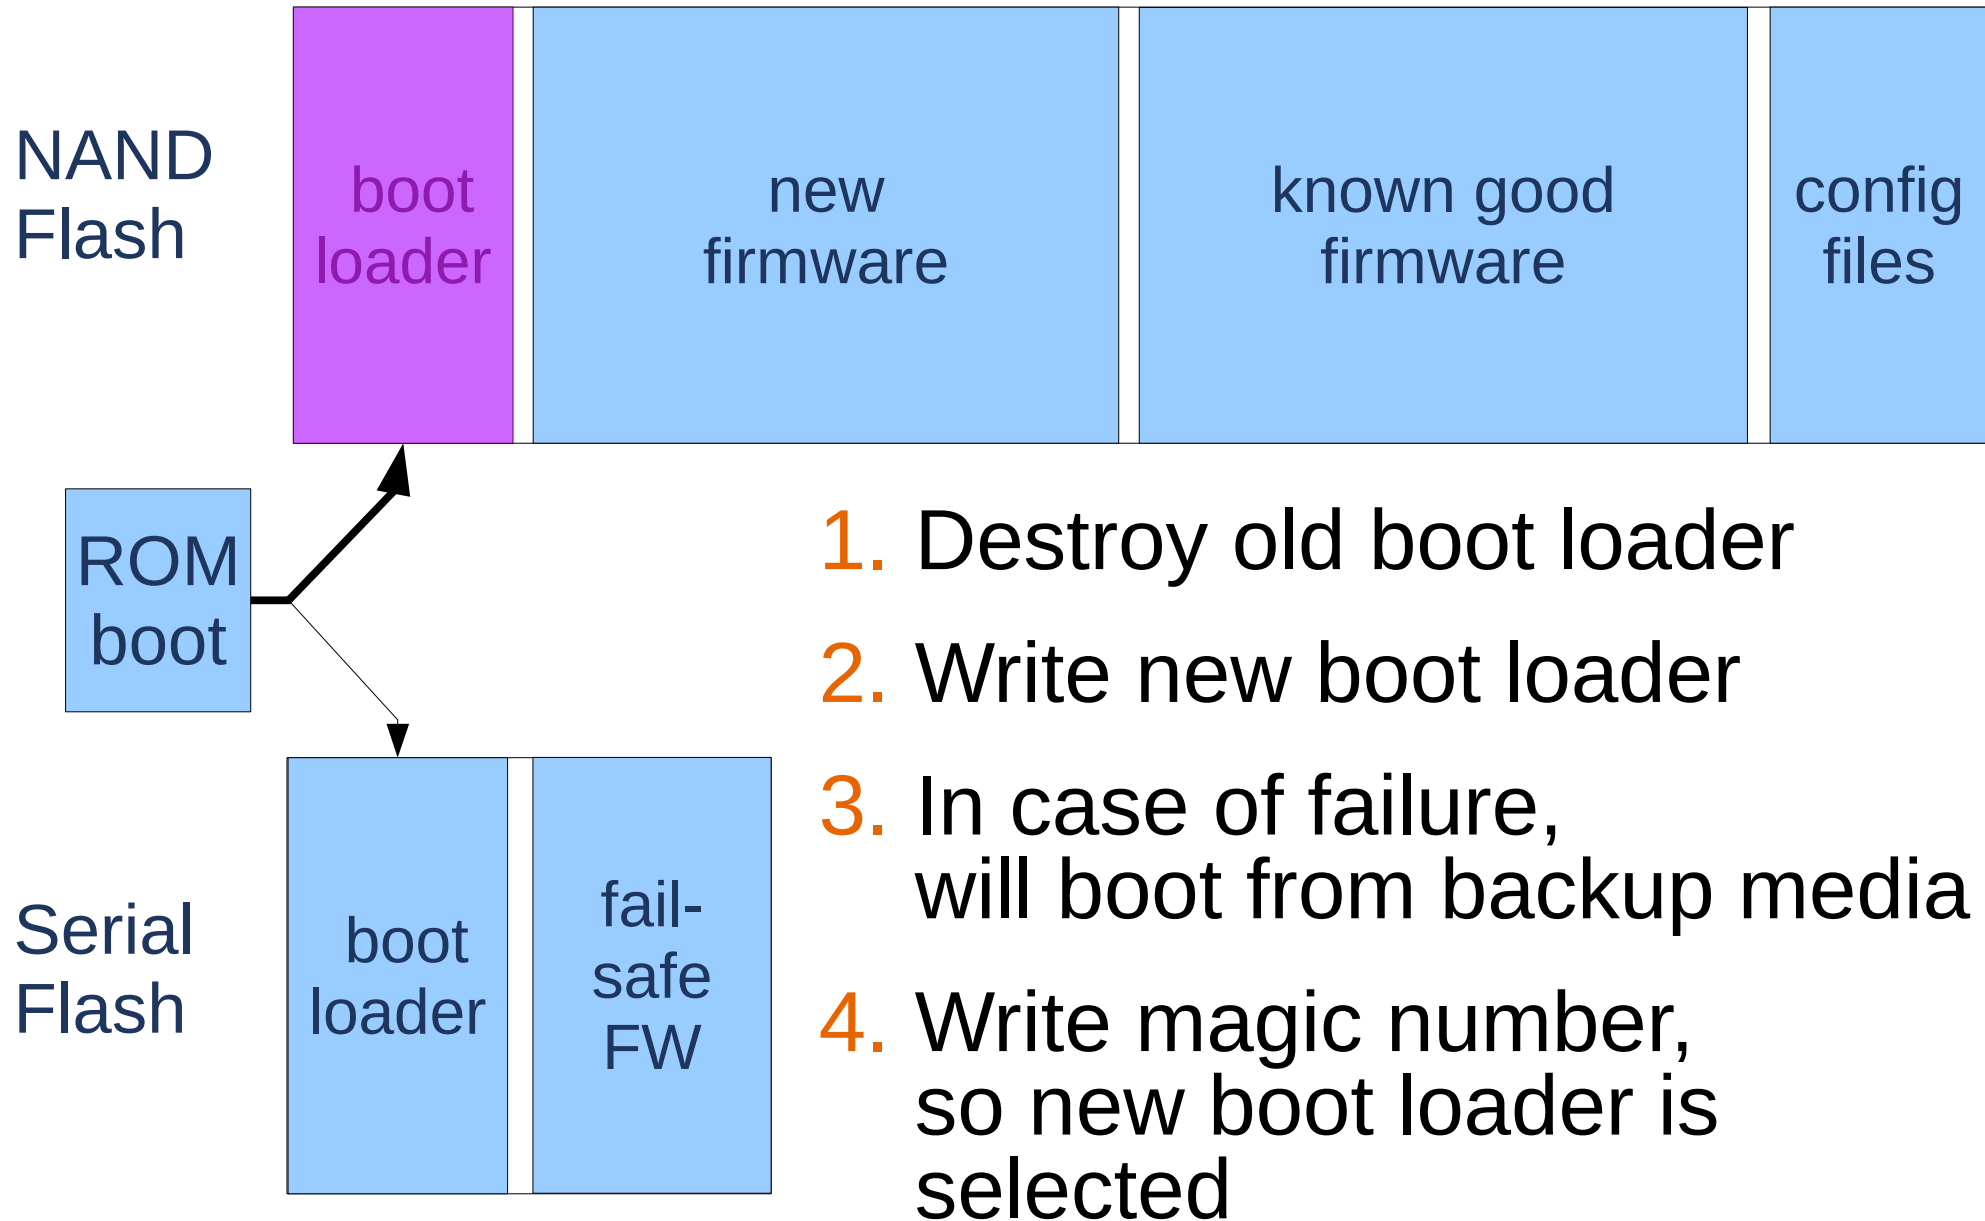 NAND
Flash
boot
loader
new
firmware
known good
firmware
config
files
ROM
boot
1. Destroy old boot loader
2. Write new boot loader
3. In case of failure,
will boot from backup media
4. Write magic number,
so new boot loader is
selected
Serial
Flash
boot
loader
fail-
safe
FW